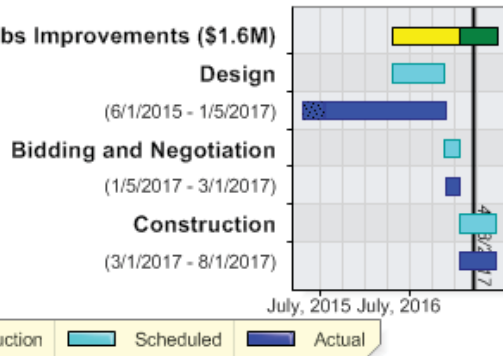 bs Improvements ($1.6M)
Design
(6/1/2015 - 1/5/2017)
Bidding and Negotiation
(1/5/2017 - 3/1/2017)
Construction
(3/1/2017 - 8/1/2017)
July, 2015 July, 2016
uction Scheduled Actual